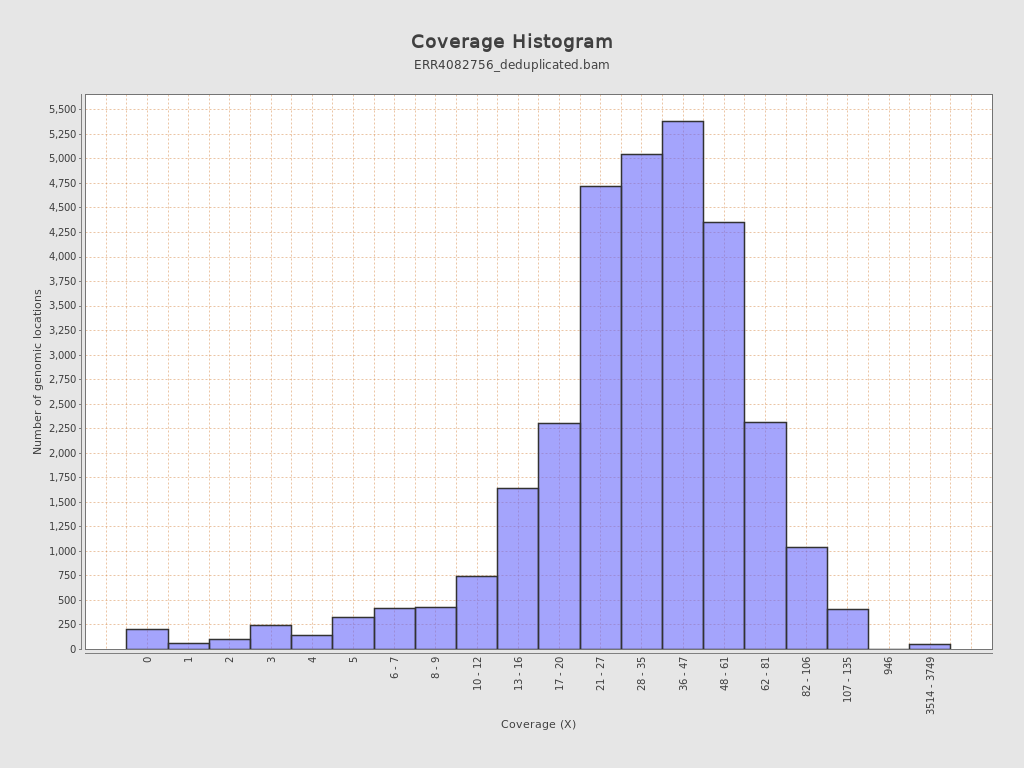 Coverage Histogram
ERR4082756_deduplicated.bam
Number of genomic locations
5,500
5,250
5,000
4,750
4,500
4,250
4,000
3,750
3,500
3,250
3,000
2,750
2,500
2,250
2,000
1,750
1,500
1,250
1,000
750
500
250
0
0
1
2
3
4
5
6 - 7
8 - 9
10 - 12
13 - 16
17 - 20
21 - 27
28 - 35
36 - 47
48 - 61
62 - 81
82 - 106
107 - 135
946
3514 - 3749
Coverage (X)